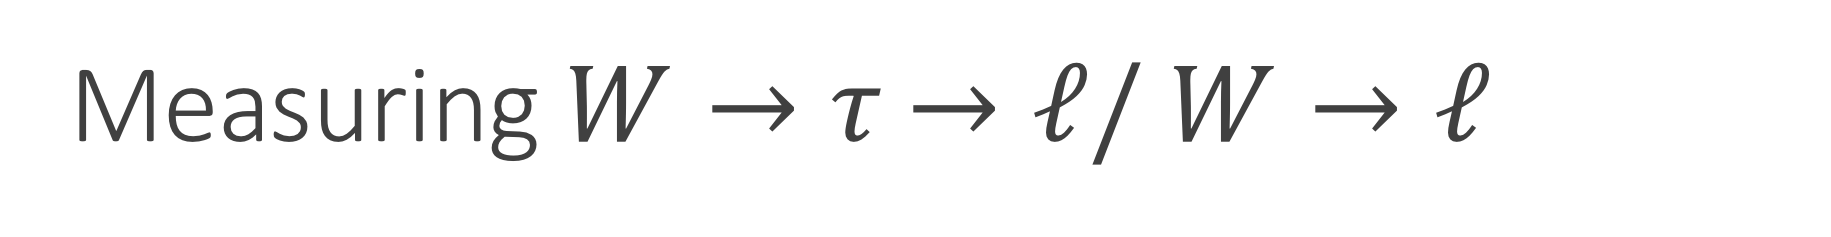 Measuring 𝑊 → 𝜏 → ℓ/ 𝑊 → ℓ